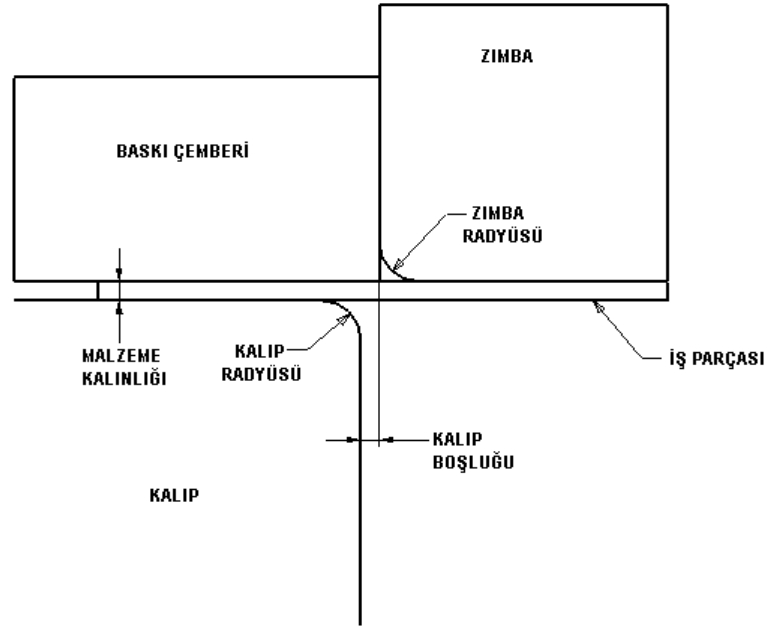 ZIMBA
BASKI ÇEMBERİ
ZIMBA
RADYÜSÜ
MALZEME
KALINLIĞI
KALIP
RADYÜSÜ
İŞ PARÇASI
KALIP
BOŞLUĞU
KALIP